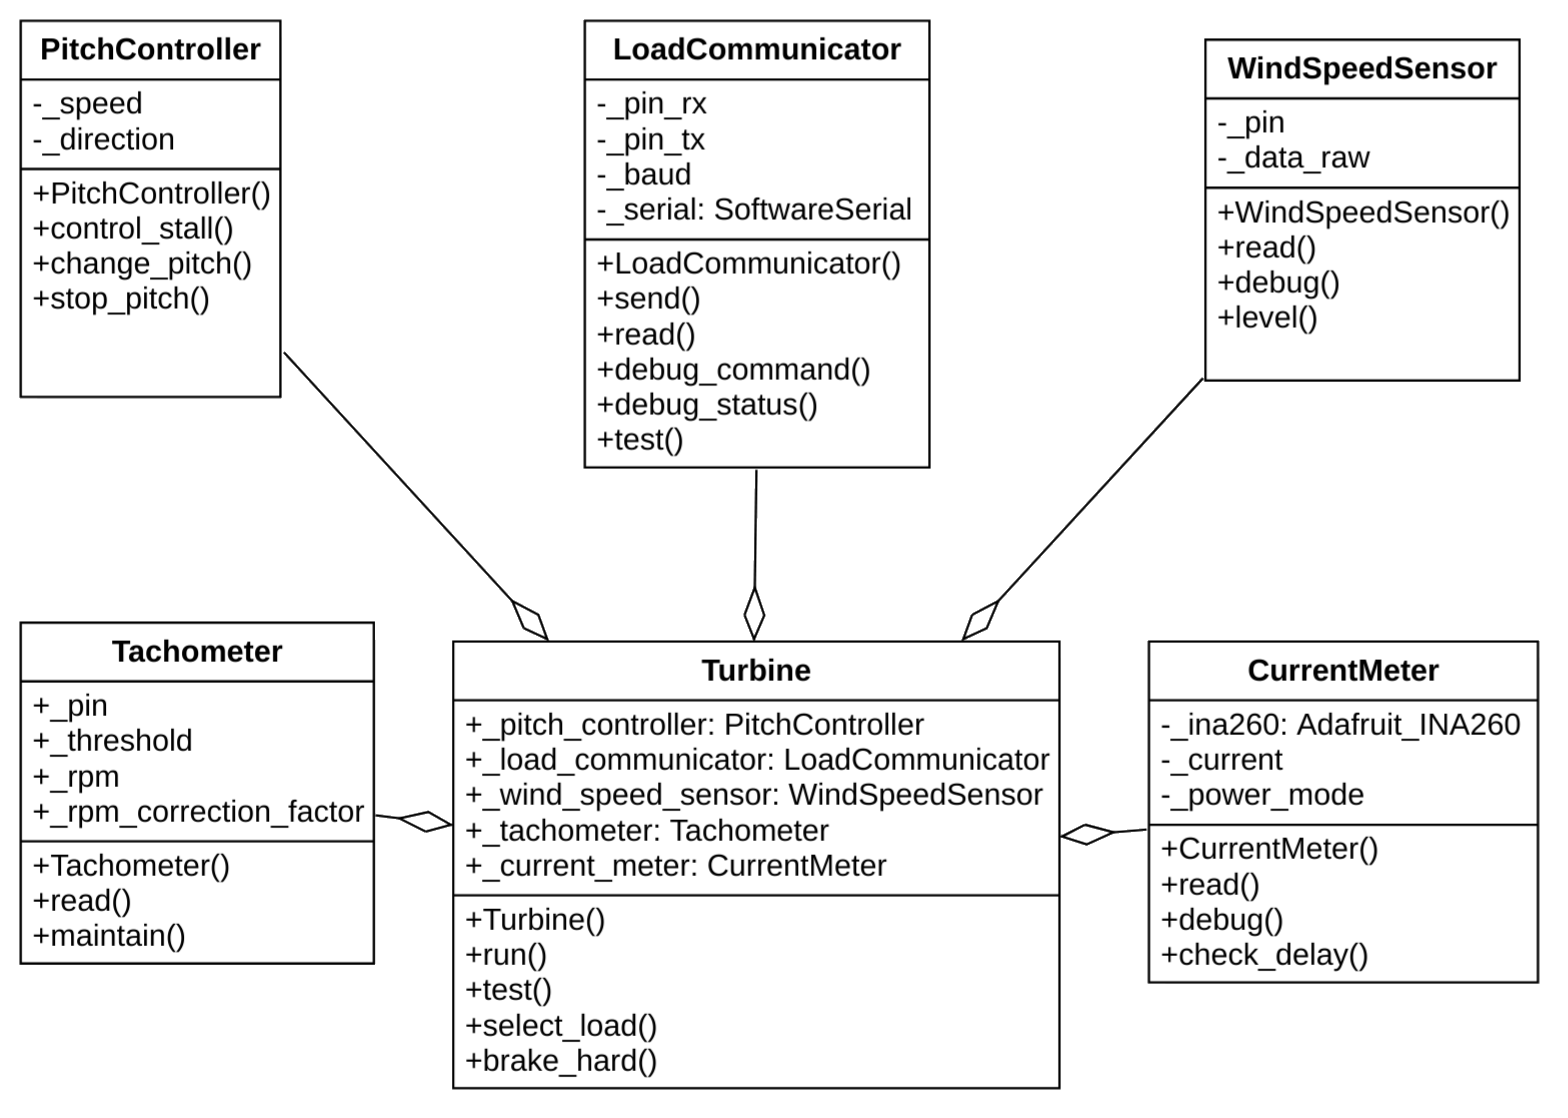 PitchController
-_speed
-_direction
+PitchController()
+control_stall()
+change_pitch()
+stop_pitch()
LoadCommunicator
-_pin_rx
-_pin_tx
-_baud
-_serial: SoftwareSerial
+LoadCommunicator()
+send()
+read()
+debug_command()
+debug_status()
+test()
WindSpeedSensor
-_pin
-_data_raw
+WindSpeedSensor()
+read()
+debug()
+level()
Tachometer
+_pin
+_threshold
+_rpm
+_rpm_correction_factor
+Tachometer()
+read()
+maintain()
Turbine
+_pitch_controller: PitchController
+_load_communicator: LoadCommunicator
+_wind_speed_sensor: WindSpeedSensor
+_tachometer: Tachometer
+_current_meter: CurrentMeter
+Turbine()
+run()
+test()
+select_load()
+brake_hard()
CurrentMeter
-_ina260: Adafruit_INA260
-_current
-_power_mode
+CurrentMeter()
+read()
+debug()
+check_delay()